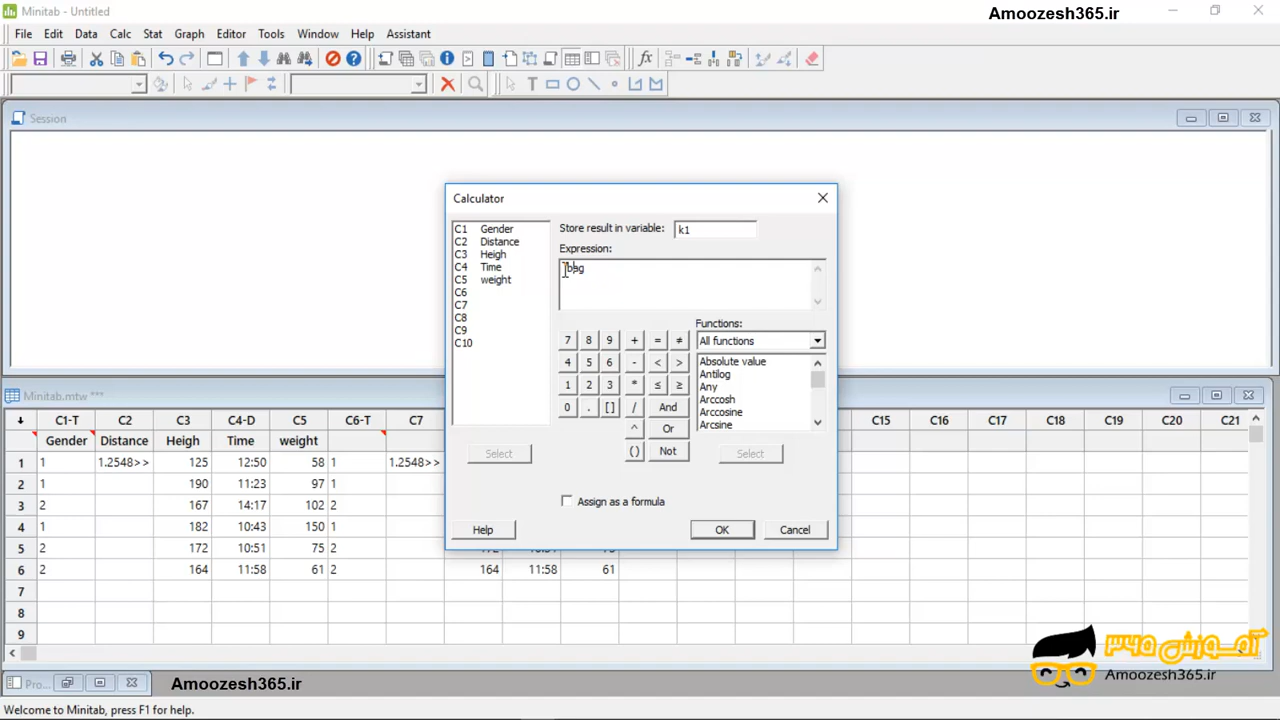 Minitab - Untitled
Amoozesh365.ir
File Edit Data Calc Stat Graph Editor Tools Window Help Assistant
Session
Calculator
C1 Gender
C2 Distance
C3 Heigh
C4 Time
C5 weight
C6
C7
C8
C9
C10
Select
Store result in variable: k1
Expression:
Functions:
All functions
7 8 9 + = ≠
4 5 6 - < >
1 2 3 * ≤ ≥
0 . [] / And
^ Or
() Not
Absolute value
Antilog
Any
Arccosh
Arccosine
Arcsine
Select
Assign as a formula
Help OK Cancel
Minitab.mtw ***
C1-T C2 C3 C4-D C5 C6-T C7 C15 C16 C17 C18 C19 C20 C21
Gender Distance Heigh Time weight
1 1 1.2548>> 125 12:50 58 1 1.2548>>
2 1 190 11:23 97 1
3 2 167 14:17 102 2
4 1 182 10:43 150 1
5 2 172 10:51 75 2
6 2 164 11:58 61 2 164 11:58 61
7
8
9
آموزش ۳۶۵
Amoozesh365.ir
Pro...
Amoozesh365.ir
Welcome to Minitab, press F1 for help.